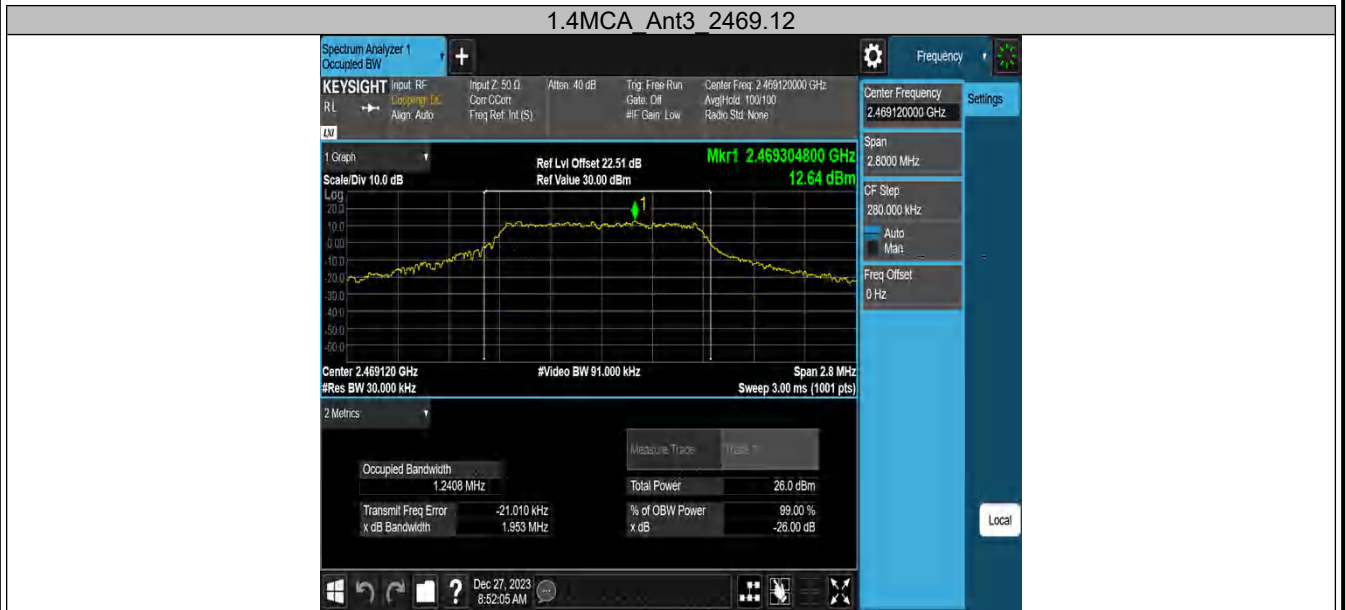 1.4MCA_Ant3_2469.12
Spectrum Analyzer 1
Occupied BW
+
Frequency
KEYSIGHT
RL
LXI
Input: RF
Coupling: DC
Align: Auto
Input Z: 50 Ω
Corr CCorr
Freq Ref: Int (S)
Atten: 40 dB
Trig: Free Run
Gate: Off
#IF Gain: Low
Center Freq: 2.469120000 GHz
Avg|Hold: 100/100
Radio Std: None
Center Frequency
2.469120000 GHz
Settings
Span
2.8000 MHz
CF Step
280.000 kHz
Auto
Man
Freq Offset
0 Hz
Local
1 Graph
Scale/Div 10.0 dB
Ref Lvl Offset 22.51 dB
Ref Value 30.00 dBm
Mkr1 2.469304800 GHz
12.64 dBm
Log
20.0
10.0
0.00
-10.0
-20.0
-30.0
-40.0
-50.0
-60.0
1
Center 2.469120 GHz
#Res BW 30.000 kHz
#Video BW 91.000 kHz
Span 2.8 MHz
Sweep 3.00 ms (1001 pts)
2 Metrics
Measure Trace
Trace 1
Occupied Bandwidth
1.2408 MHz
Total Power
26.0 dBm
Transmit Freq Error
-21.010 kHz
% of OBW Power
99.00 %
x dB Bandwidth
1.953 MHz
x dB
-26.00 dB
?
Dec 27, 2023
8:52:05 AM